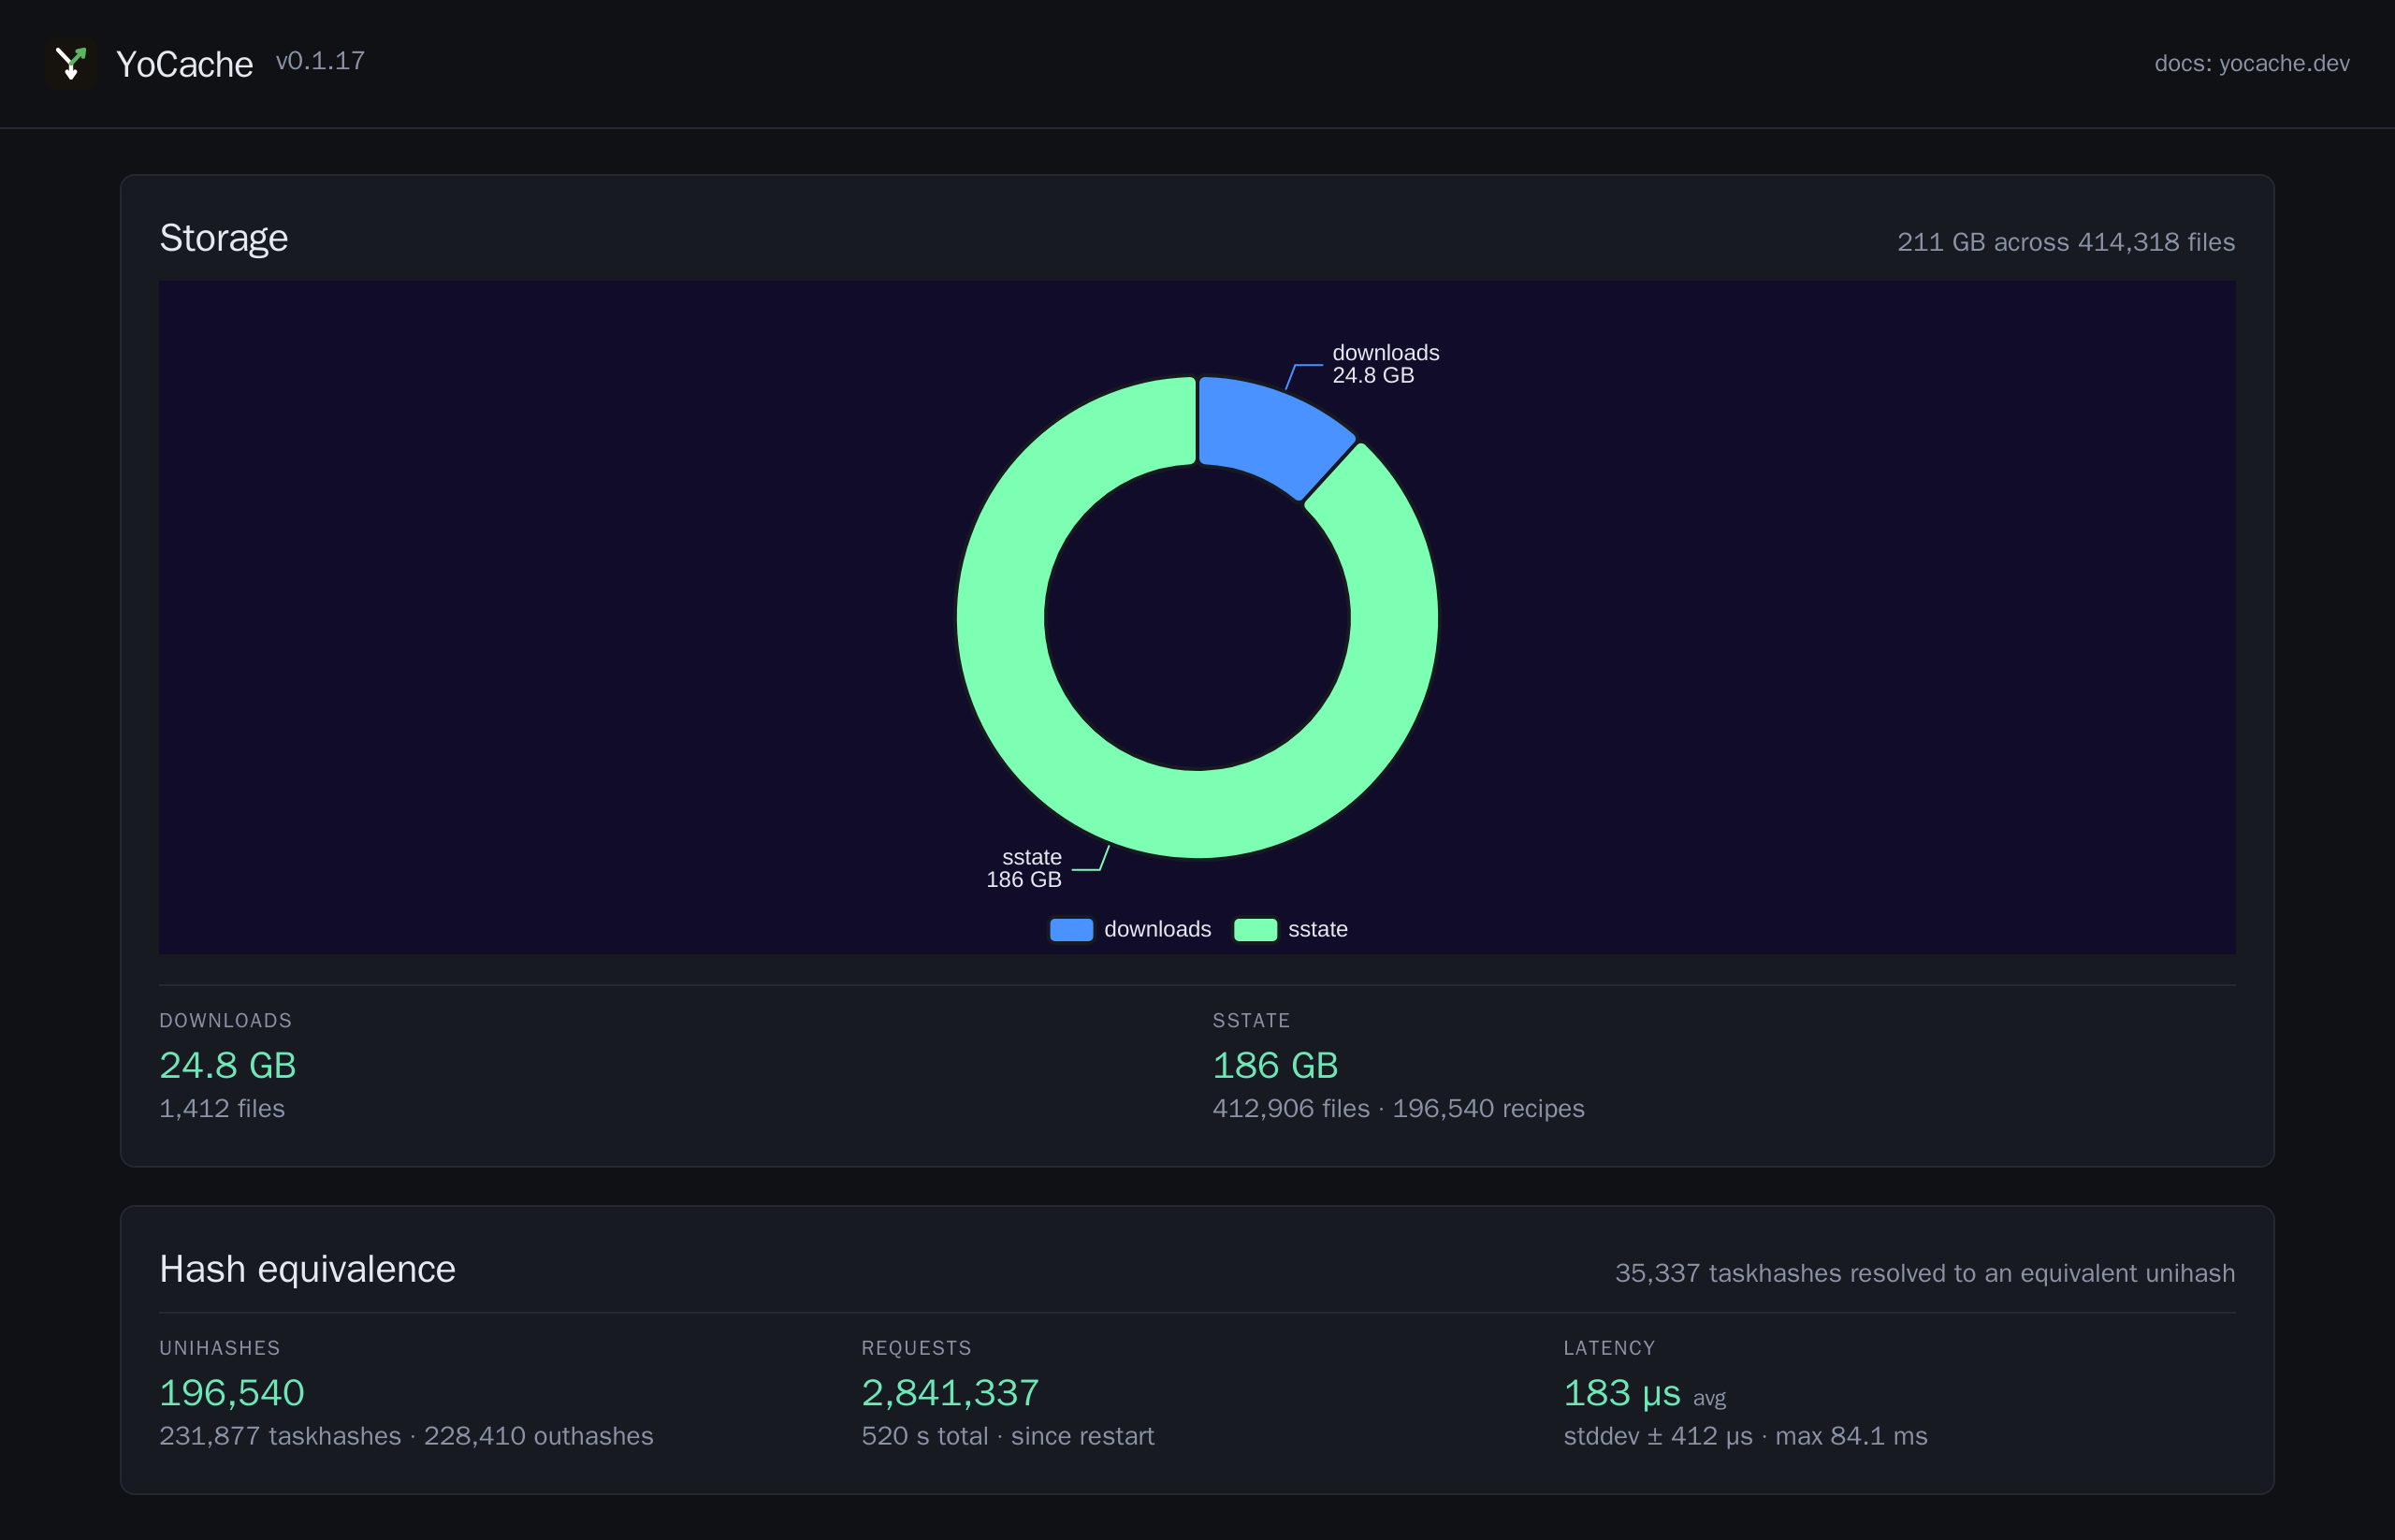 YoCache v0.1.17
docs: yocache.dev
Storage
211 GB across 414,318 files
downloads
24.8 GB
sstate
186 GB
downloads sstate
DOWNLOADS
24.8 GB
1,412 files
SSTATE
186 GB
412,906 files · 196,540 recipes
Hash equivalence
35,337 taskhashes resolved to an equivalent unihash
UNIHASHES
196,540
231,877 taskhashes · 228,410 outhashes
REQUESTS
2,841,337
520 s total · since restart
LATENCY
183 µs avg
stddev ± 412 µs · max 84.1 ms